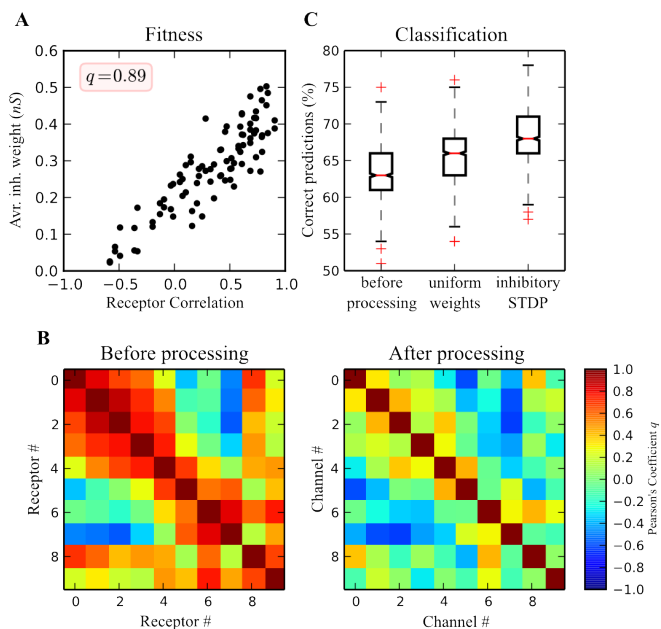 A
Fitness
0.6
0.5
0.4
0.3
0.2
0.1
0.0
Avr. inh. weight (nS)
q=0.89
−1.0 −0.5 0.0 0.5 1.0
Receptor Correlation
C
Classification
80
75
70
65
60
55
50
Correct predictions (%)
before processing
uniform weights
inhibitory STDP
B
Before processing
0
2
4
6
8
Receptor #
0 2 4 6 8
Receptor #
After processing
0
2
4
6
8
Channel #
0 2 4 6 8
Channel #
1.0
0.8
0.6
0.4
0.2
0.0
−0.2
−0.4
−0.6
−0.8
−1.0
Pearson's Coefficient q